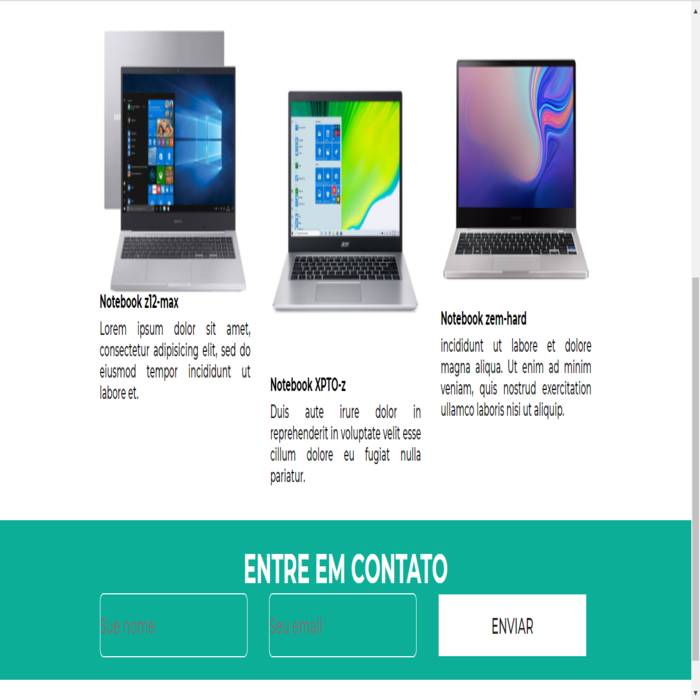 Notebook z12-max
Lorem ipsum dolor sit amet,
consectetur adipisicing elit, sed do
eiusmod tempor incididunt ut
labore et.
Notebook XPTO-z
Duis aute irure dolor in
reprehenderit in voluptate velit esse
cillum dolore eu fugiat nulla
pariatur.
Notebook zem-hard
incididunt ut labore et dolore
magna aliqua. Ut enim ad minim
veniam, quis nostrud exercitation
ullamco laboris nisi ut aliquip.
ENTRE EM CONTATO
Sue nome
Seu email
ENVIAR